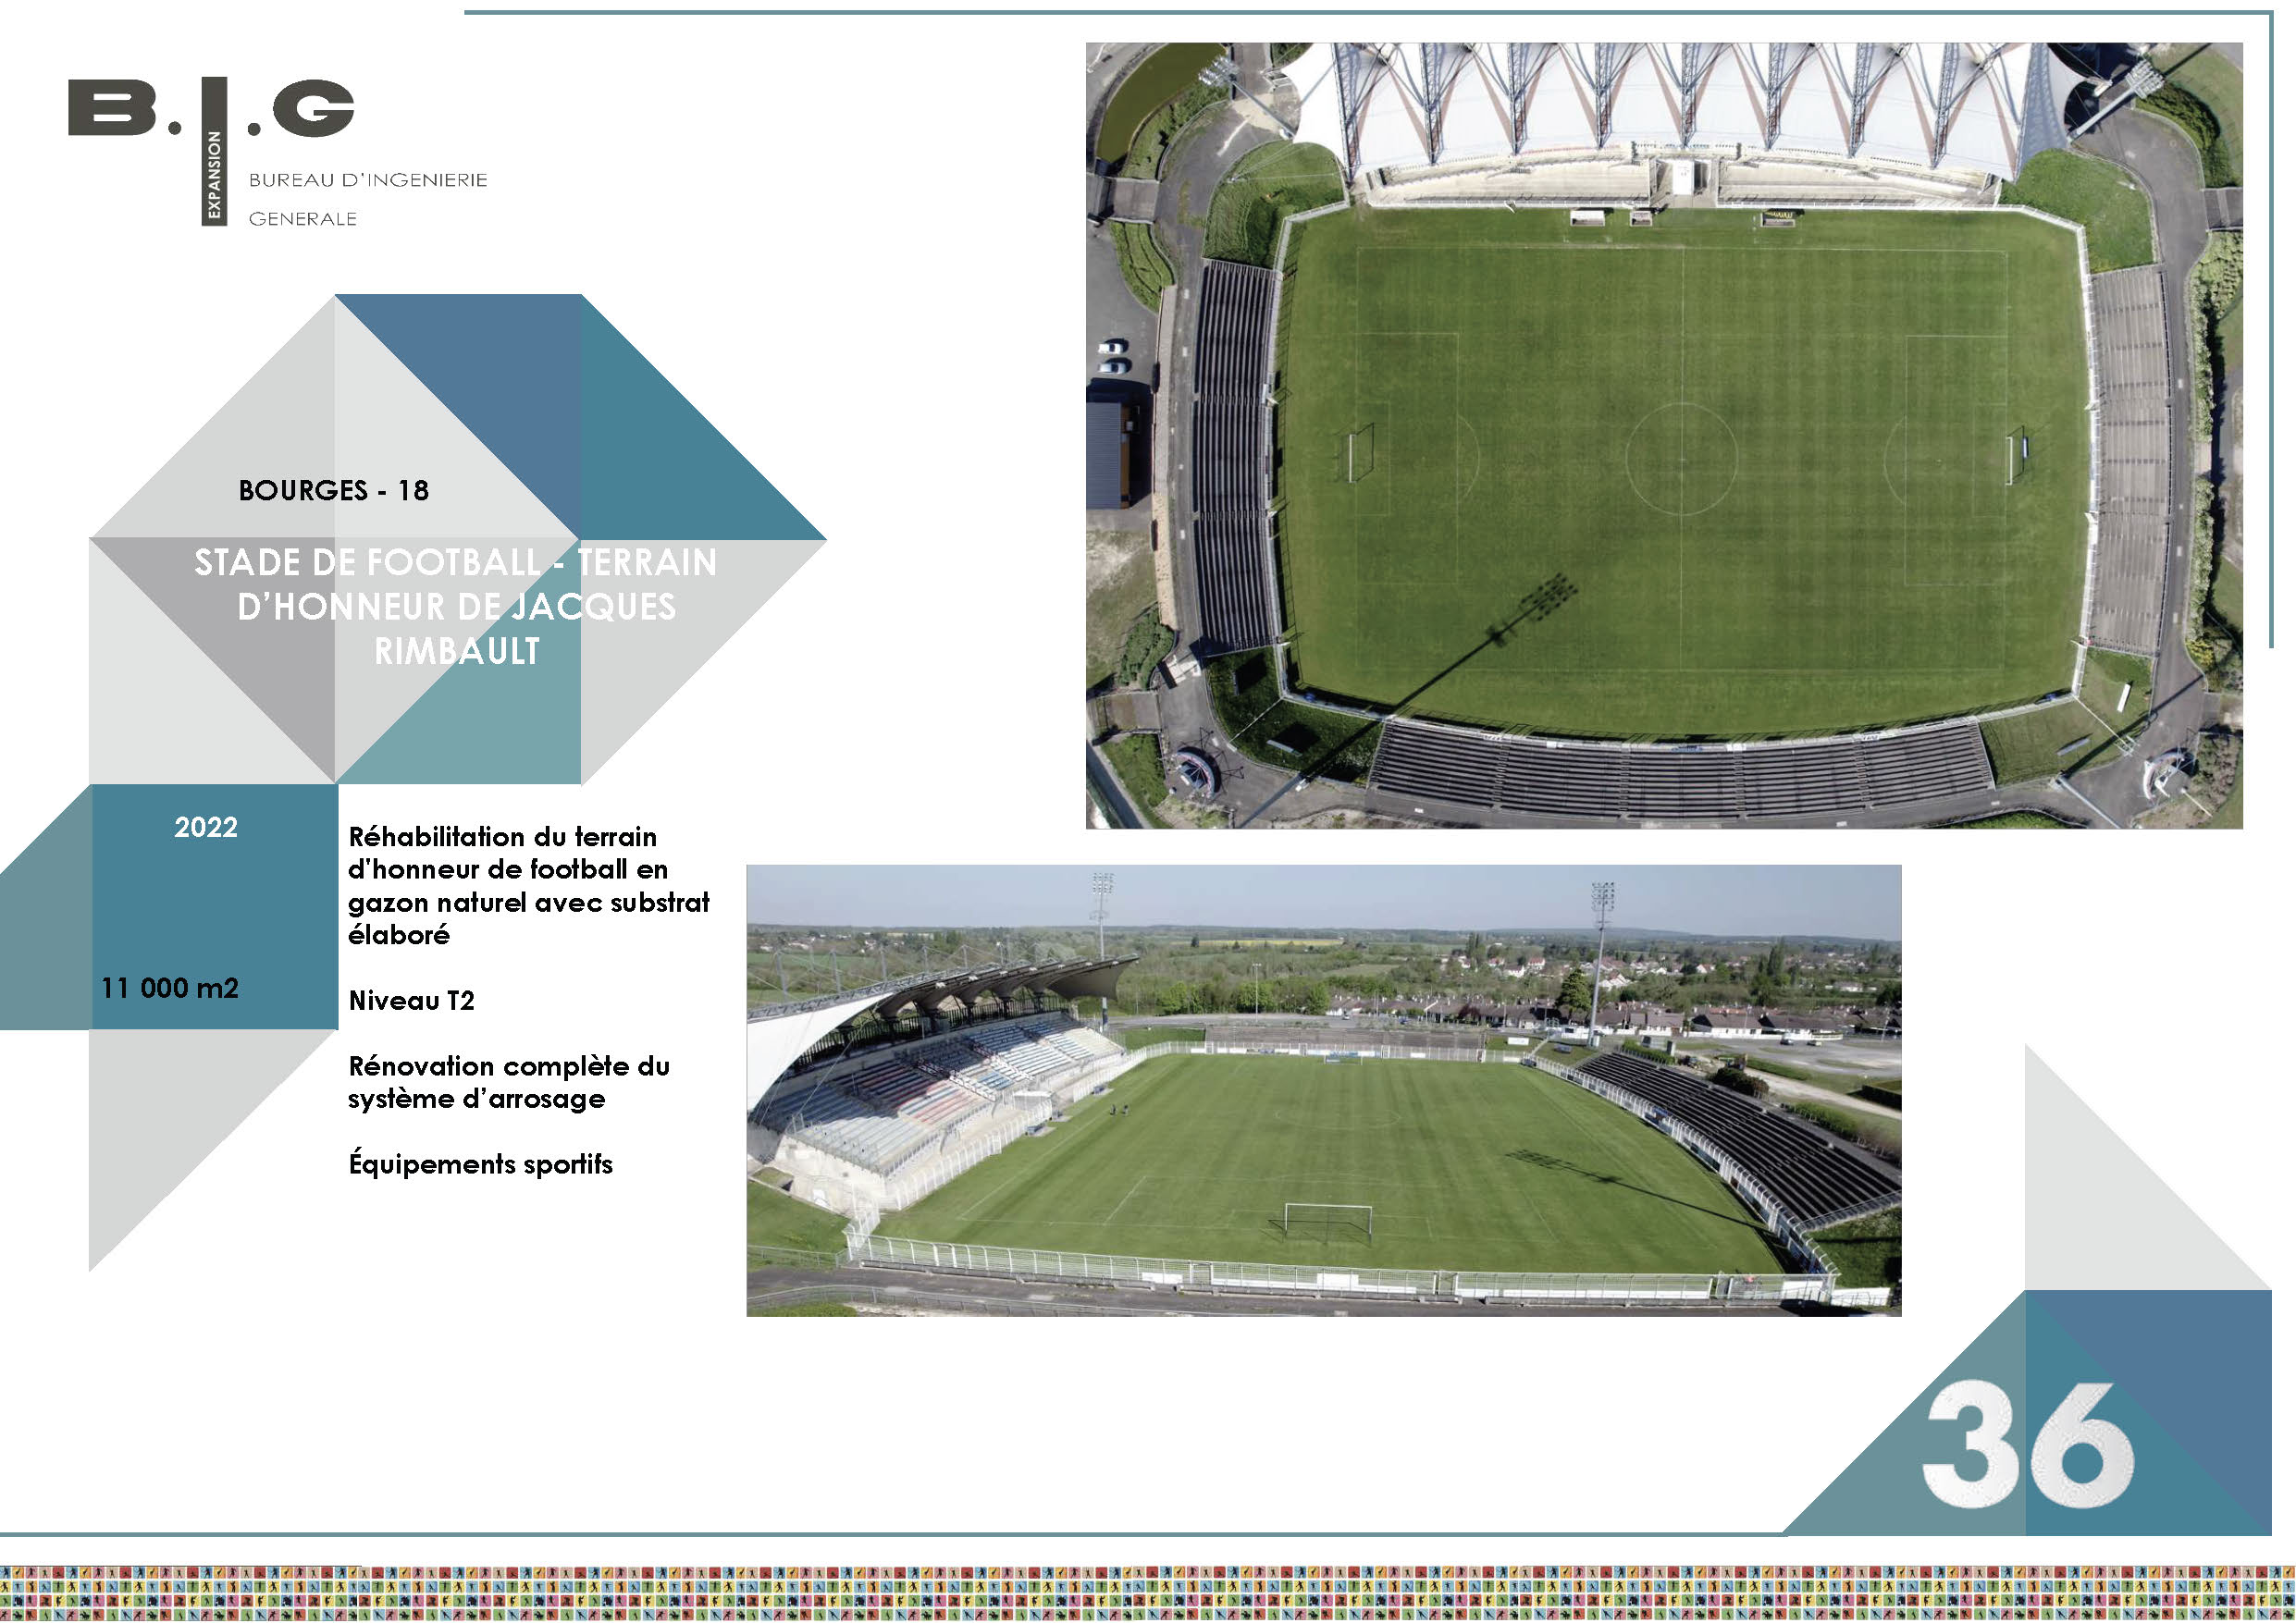 B.I.G
EXPANSION
BUREAU D'INGENIERIE
GENERALE
BOURGES - 18
STADE DE FOOTBALL - TERRAIN
D'HONNEUR DE JACQUES
RIMBAULT
2022
11 000 m2
Réhabilitation du terrain
d'honneur de football en
gazon naturel avec substrat
élaboré
Niveau T2
Rénovation complète du
système d'arrosage
Équipements sportifs
36